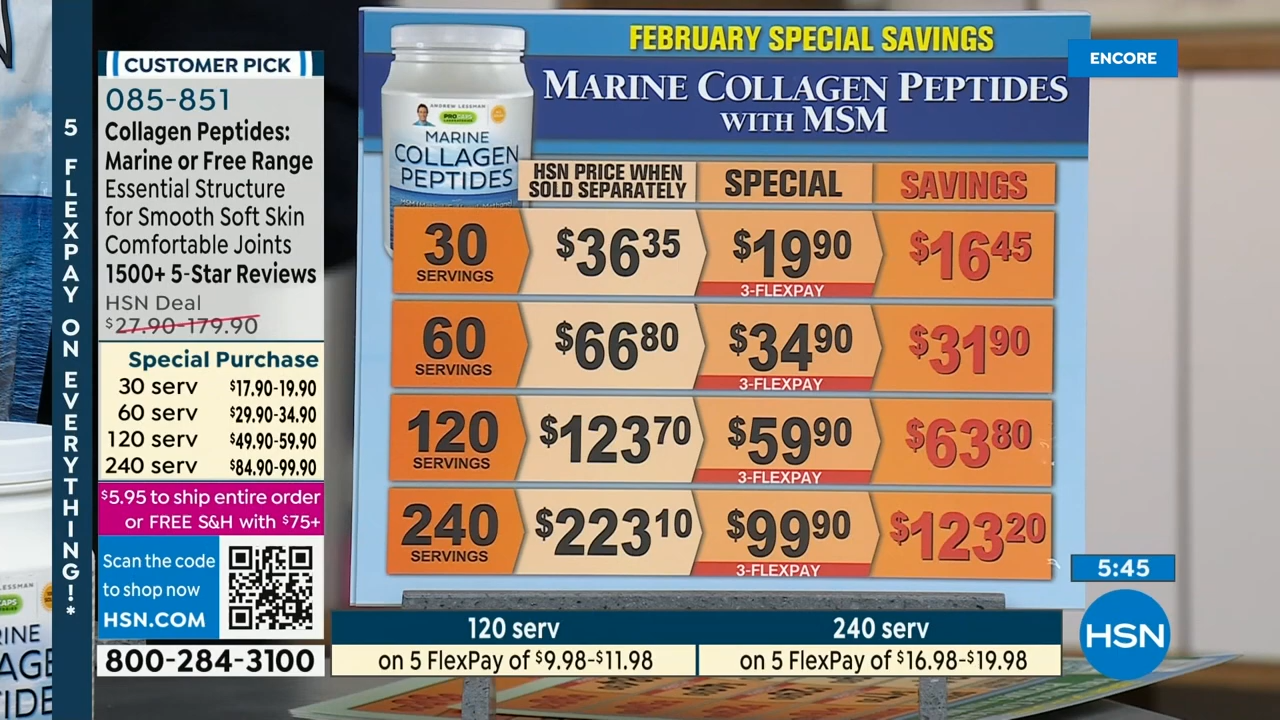 5 FLEXPAY ON EVERYTHING!*
CUSTOMER PICK
085-851
Collagen Peptides:
Marine or Free Range
Essential Structure
for Smooth Soft Skin
Comfortable Joints
1500+ 5-Star Reviews
HSN Deal
$27.90-179.90
Special Purchase
30 serv $17.90-19.90
60 serv $29.90-34.90
120 serv $49.90-59.90
240 serv $84.90-99.90
$5.95 to ship entire order
or FREE S&H with $75+
Scan the code
to shop now
HSN.COM
800-284-3100
FEBRUARY SPECIAL SAVINGS
MARINE COLLAGEN PEPTIDES
WITH MSM
ANDREW LESSMAN
PROCAPS
LABORATORIES
MARINE
COLLAGEN
PEPTIDES
HSN PRICE WHEN
SOLD SEPARATELY
SPECIAL
SAVINGS
30
SERVINGS
$36.35
$19.90
3-FLEXPAY
$16.45
60
SERVINGS
$66.80
$34.90
3-FLEXPAY
$31.90
120
SERVINGS
$123.70
$59.90
3-FLEXPAY
$63.80
240
SERVINGS
$223.10
$99.90
3-FLEXPAY
$123.20
ENCORE
5:45
HSN
120 serv
on 5 FlexPay of $9.98-$11.98
240 serv
on 5 FlexPay of $16.98-$19.98